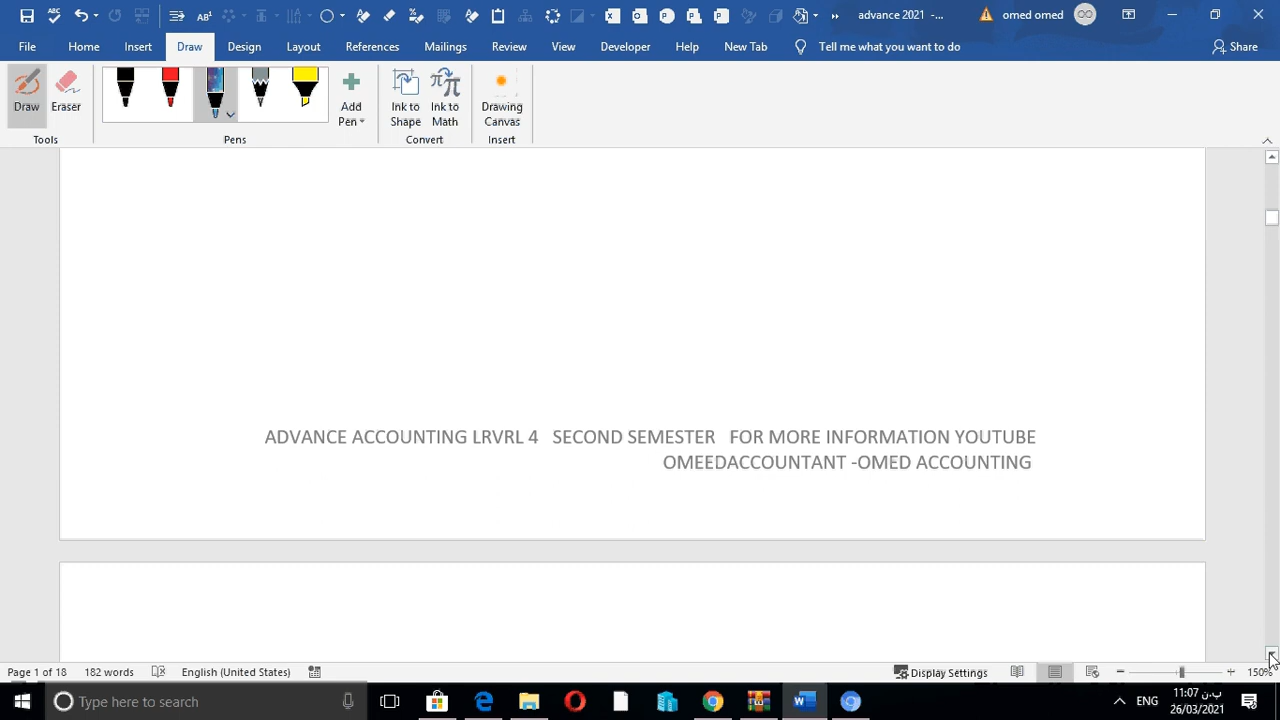 advance 2021 -...
omed omed
File Home Insert Draw Design Layout References Mailings Review View Developer Help New Tab Tell me what you want to do Share
Draw Eraser
Add Pen
Ink to Shape
Ink to Math
Drawing Canvas
Tools Pens Convert Insert
ADVANCE ACCOUNTING LRVRL 4 SECOND SEMESTER FOR MORE INFORMATION YOUTUBE
OMEEDACCOUNTANT -OMED ACCOUNTING
Page 1 of 18 182 words English (United States) Display Settings 150%
Type here to search
ENG
11:07 ب.ن
26/03/2021